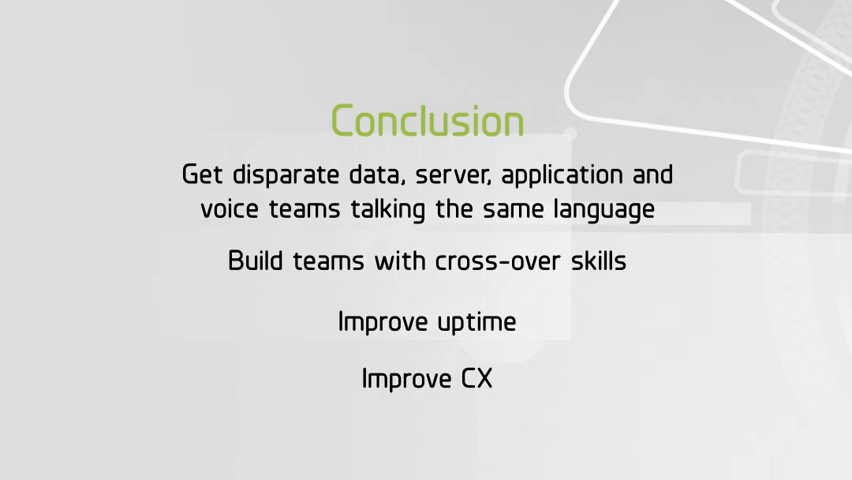 Conclusion
Get disparate data, server, application and
voice teams talking the same language
Build teams with cross-over skills
Improve uptime
Improve CX